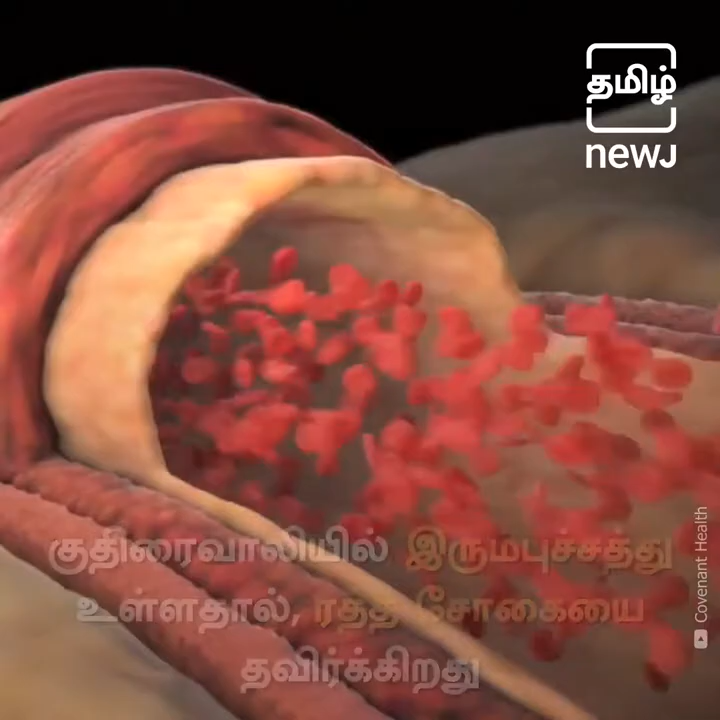 தமிழ்
newJ
Covenant Health
குதிரைவாலியில் இரும்புச்சத்து
உள்ளதால், ரத்த சோகையை
தவிர்க்கிறது